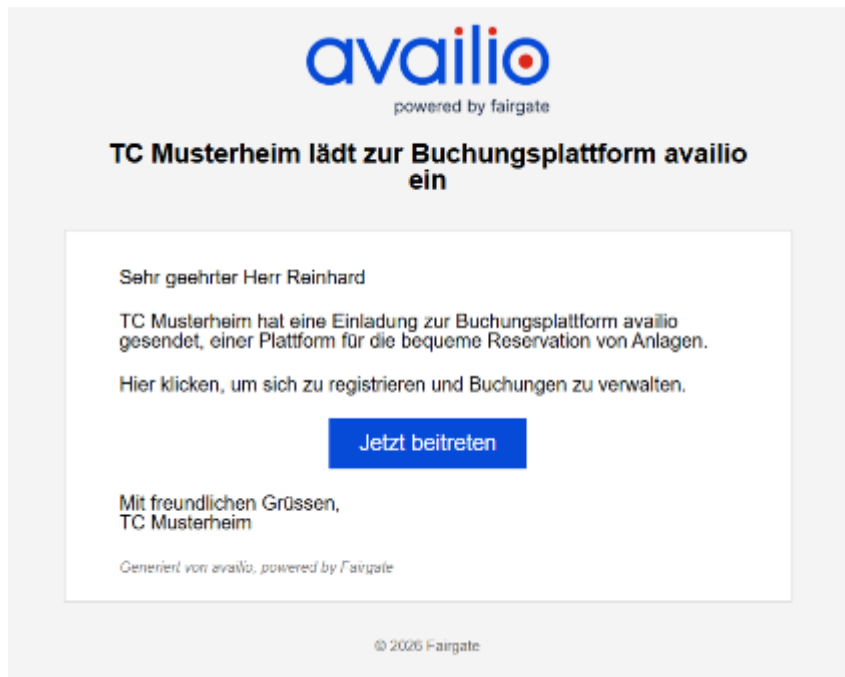 availio
powered by fairgate
TC Musterheim lädt zur Buchungsplattform availio
ein
Sehr geehrter Herr Reinhard
TC Musterheim hat eine Einladung zur Buchungsplattform availio
gesendet, einer Plattform für die bequeme Reservation von Anlagen.
Hier klicken, um sich zu registrieren und Buchungen zu verwalten.
Jetzt beitreten
Mit freundlichen Grüssen,
TC Musterheim
Generiert von availio, powered by Fairgate
© 2026 Fairgate